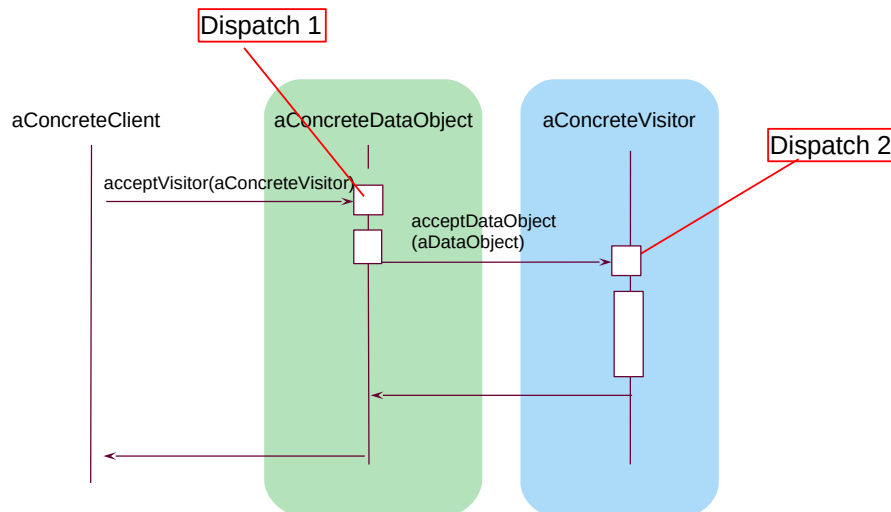 Dispatch 1
aConcreteClient
aConcreteDataObject
aConcreteVisitor
Dispatch 2
acceptVisitor(aConcreteVisitor)
acceptDataObject
(aDataObject)